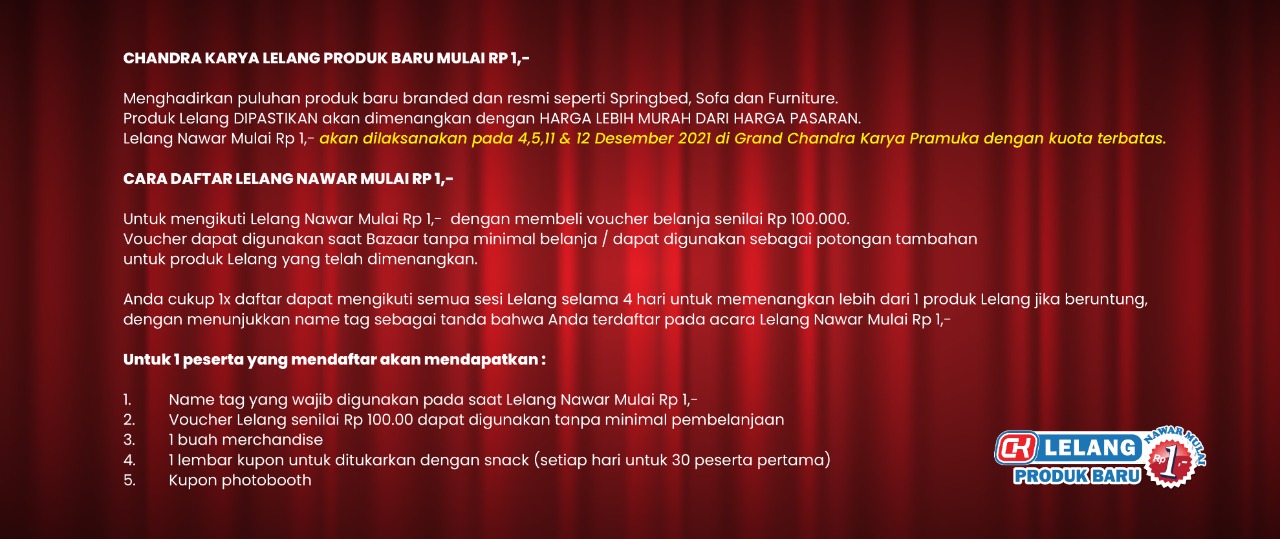 CHANDRA KARYA LELANG PRODUK BARU MULAI RP 1,-
Menghadirkan puluhan produk baru branded dan resmi seperti Springbed, Sofa dan Furniture.
Produk Lelang DIPASTIKAN akan dimenangkan dengan HARGA LEBIH MURAH DARI HARGA PASARAN.
Lelang Nawar Mulai Rp 1,- akan dilaksanakan pada 4,5,11 & 12 Desember 2021 di Grand Chandra Karya Pramuka dengan kuota terbatas.
CARA DAFTAR LELANG NAWAR MULAI RP 1,-
Untuk mengikuti Lelang Nawar Mulai Rp 1,- dengan membeli voucher belanja senilai Rp 100.000.
Voucher dapat digunakan saat Bazaar tanpa minimal belanja / dapat digunakan sebagai potongan tambahan
untuk produk Lelang yang telah dimenangkan.
Anda cukup 1x daftar dapat mengikuti semua sesi Lelang selama 4 hari untuk memenangkan lebih dari 1 produk Lelang jika beruntung,
dengan menunjukkan name tag sebagai tanda bahwa Anda terdaftar pada acara Lelang Nawar Mulai Rp 1,-
Untuk 1 peserta yang mendaftar akan mendapatkan :
1. Name tag yang wajib digunakan pada saat Lelang Nawar Mulai Rp 1,-
2. Voucher Lelang senilai Rp 100.00 dapat digunakan tanpa minimal pembelanjaan
3. 1 buah merchandise
4. 1 lembar kupon untuk ditukarkan dengan snack (setiap hari untuk 30 peserta pertama)
5. Kupon photobooth
CK LELANG
PRODUK BARU
NAWAR MULAI
Rp 1,-